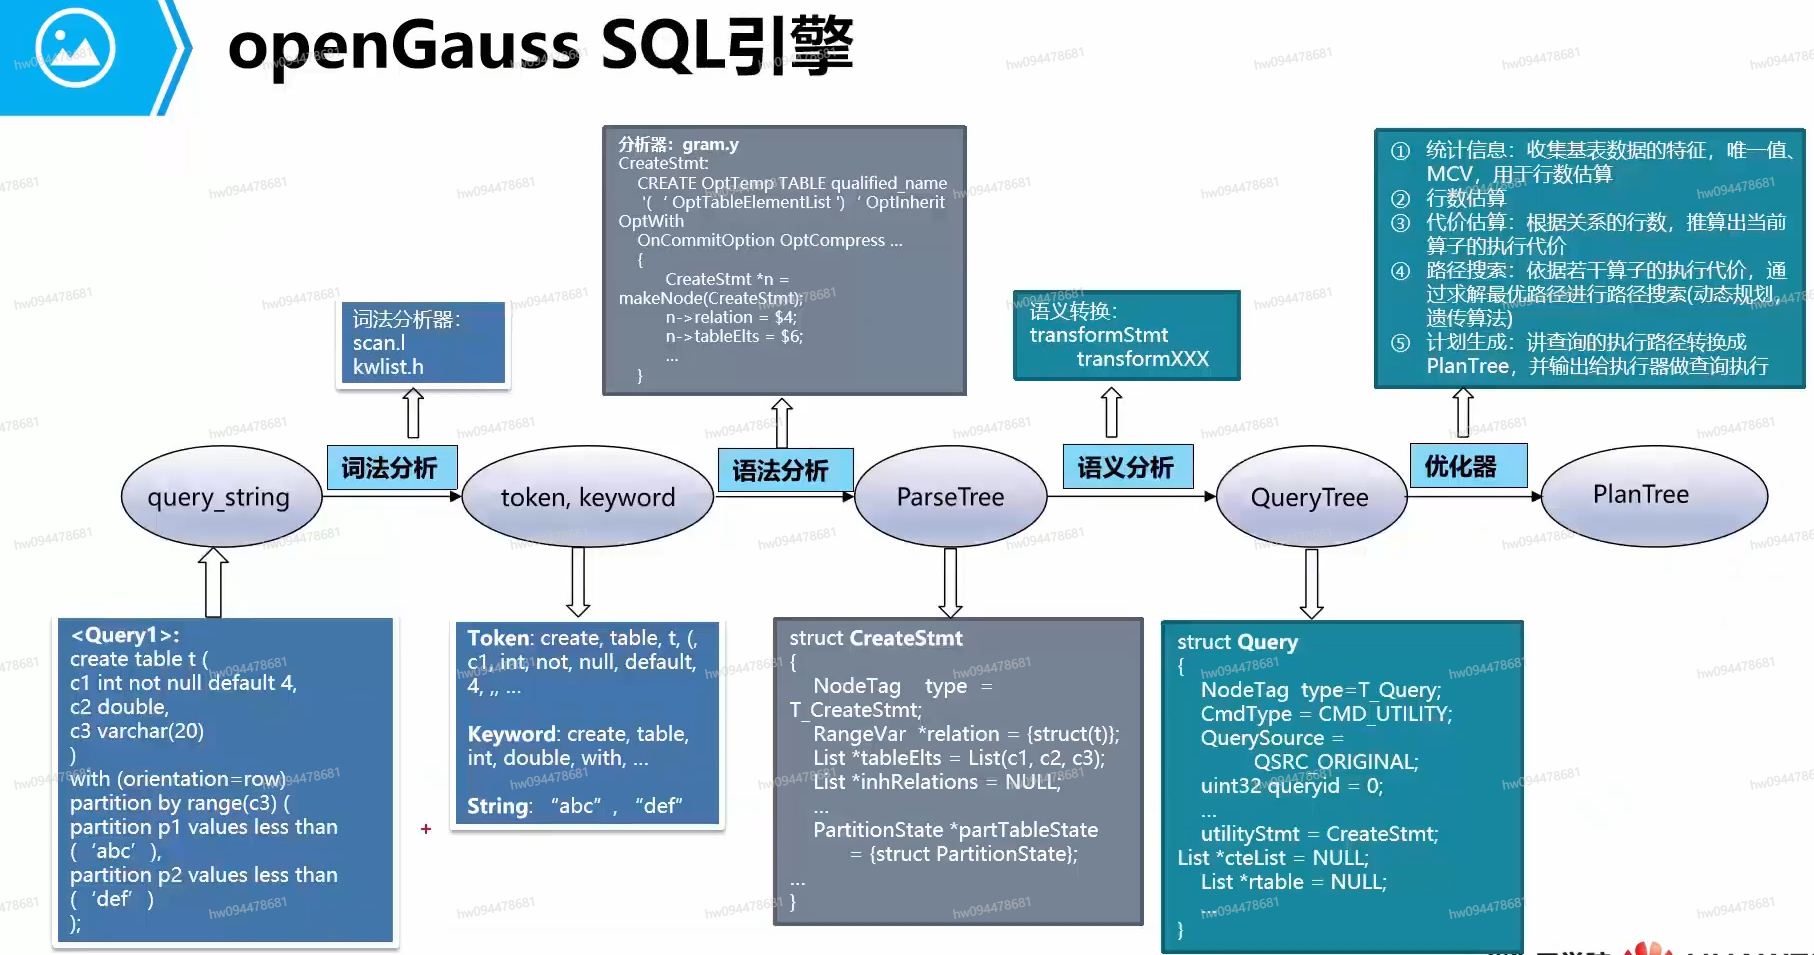 openGauss SQL引擎
分析器：gram.y
CreateStmt:
CREATE OptTemp TABLE qualified_name
'(‘ OptTableElementList ')‘ OptInherit
OptWith
OnCommitOption OptCompress ...
{
CreateStmt *n =
makeNode(CreateStmt);
n->relation = $4;
n->tableElts = $6;
...
}
① 统计信息：收集基表数据的特征，唯一值、
MCV，用于行数估算
② 行数估算
③ 代价估算：根据关系的行数，推算出当前
算子的执行代价
④ 路径搜索：依据若干算子的执行代价，通
过求解最优路径进行路径搜索(动态规划，
遗传算法)
⑤ 计划生成：讲查询的执行路径转换成
PlanTree，并输出给执行器做查询执行
词法分析器：
scan.l
kwlist.h
语义转换：
transformStmt
transformXXX
query_string
词法分析
token, keyword
语法分析
ParseTree
语义分析
QueryTree
优化器
PlanTree
<Query1>:
create table t (
c1 int not null default 4,
c2 double,
c3 varchar(20)
)
with (orientation=row)
partition by range(c3) (
partition p1 values less than
(‘abc’),
partition p2 values less than
(‘def’)
);
Token: create, table, t, (,
c1, int, not, null, default,
4, ,, ...
Keyword: create, table,
int, double, with, ...
String: “abc”, “def”
struct CreateStmt
{
NodeTag type =
T_CreateStmt;
RangeVar *relation = {struct(t)};
List *tableElts = List(c1, c2, c3);
List *inhRelations = NULL;
...
PartitionState *partTableState
= {struct PartitionState};
...
}
struct Query
{
NodeTag type=T_Query;
CmdType = CMD_UTILITY;
QuerySource =
QSRC_ORIGINAL;
uint32 queryid = 0;
...
utilityStmt = CreateStmt;
List *cteList = NULL;
List *rtable = NULL;
...
}
hw094478681